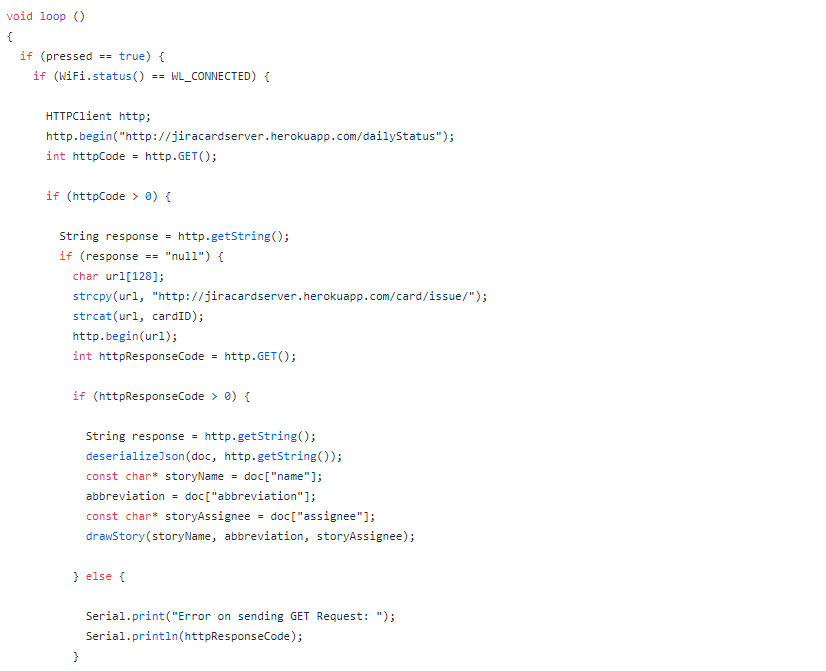 void loop ()
{
if (pressed == true) {
if (WiFi.status() == WL_CONNECTED) {
HTTPClient http;
http.begin("http://jiracardserver.herokuapp.com/dailyStatus");
int httpCode = http.GET();
if (httpCode > 0) {
String response = http.getString();
if (response == "null") {
char url[128];
strcpy(url, "http://jiracardserver.herokuapp.com/card/issue/");
strcat(url, cardID);
http.begin(url);
int httpResponseCode = http.GET();
if (httpResponseCode > 0) {
String response = http.getString();
deserializeJson(doc, http.getString());
const char* storyName = doc["name"];
abbreviation = doc["abbreviation"];
const char* storyAssignee = doc["assignee"];
drawStory(storyName, abbreviation, storyAssignee);
} else {
Serial.print("Error on sending GET Request: ");
Serial.println(httpResponseCode);
}